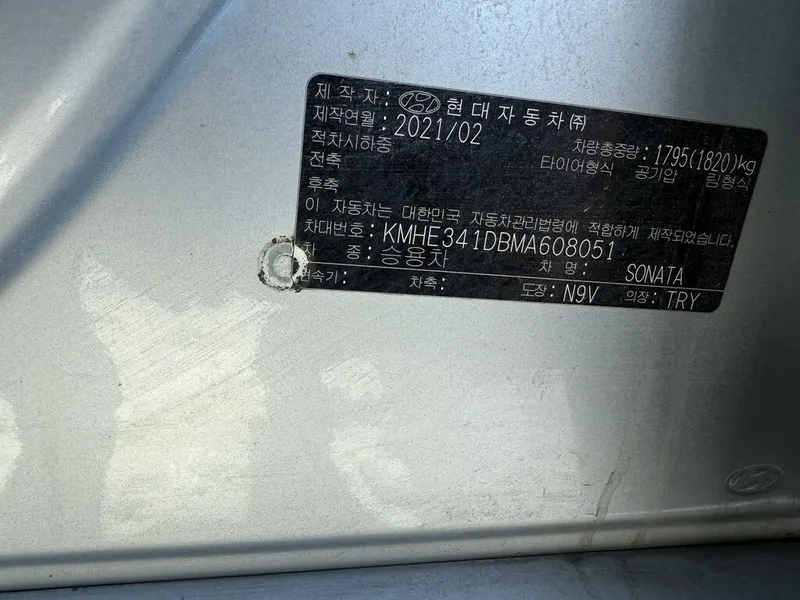 제 작 자 : 현 대 자 동 차 ㈜
제작연월 : 2021/02 차량총중량 : 1795(1820)kg
적차시하중 타이어형식 공기압 림형식
전축
후축
이 자동차는 대한민국 자동차관리법령에 적합하게 제작되었습니다.
차대번호 : KMHE341DBMA608051
차 종 : 승용차 차 명 : SONATA
변속기 : 차축 : 도장 : N9V 의장 : TRY